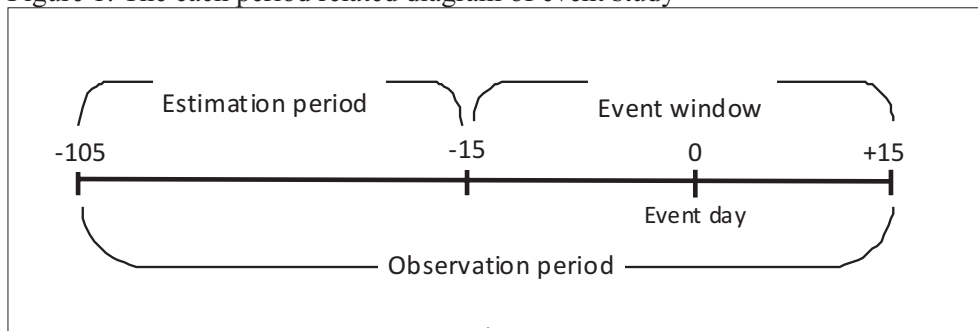 Figure 1. The each period related diagram of event study
Estimation period
Event window
-105
-15
0
+15
Event day
Observation period